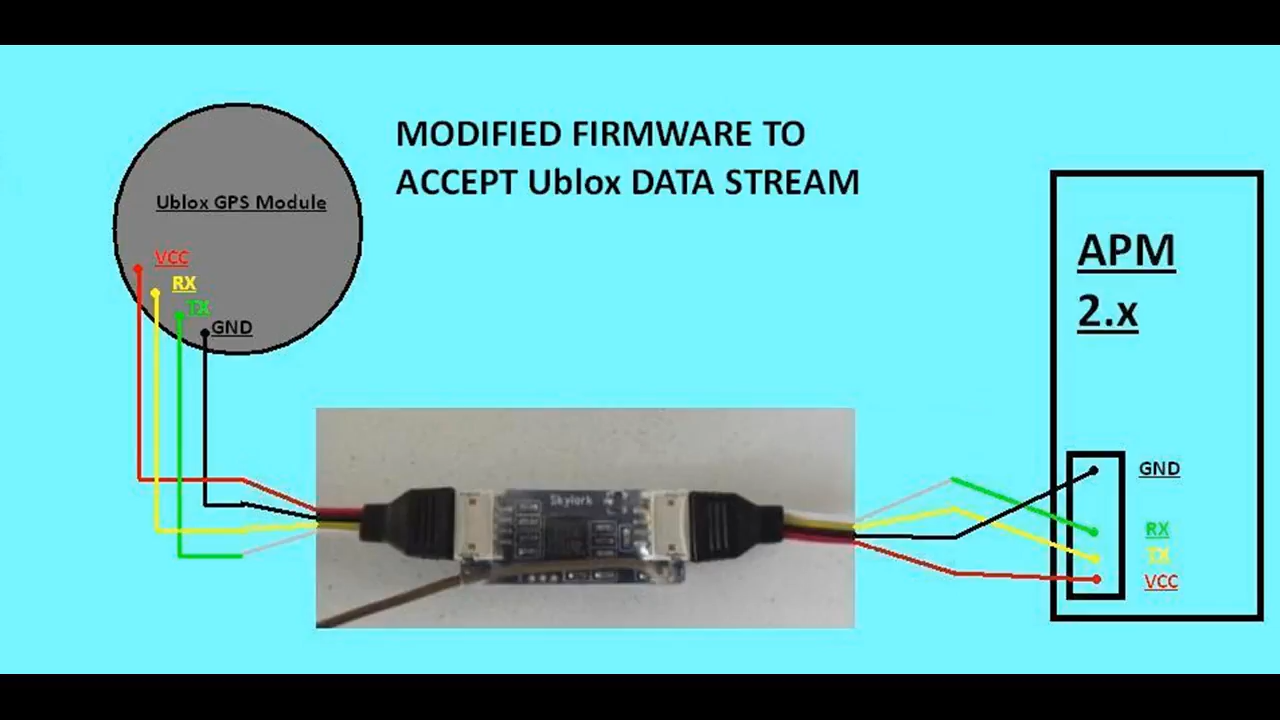 MODIFIED FIRMWARE TO
ACCEPT Ublox DATA STREAM
Ublox GPS Module
VCC
RX
TX
GND
APM
2.x
Skylark
GND
RX
TX
VCC